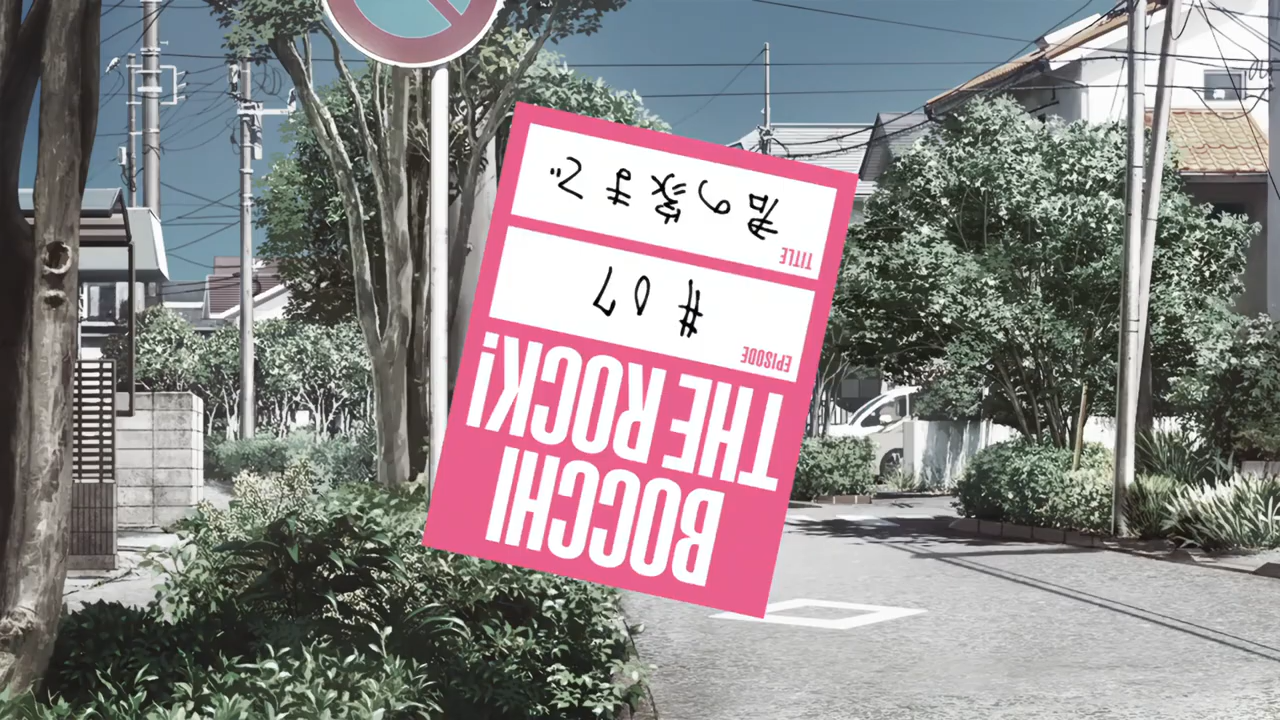 BOCCHI
THE ROCK!
EPISODE
# 07
TITLE
君の家まで